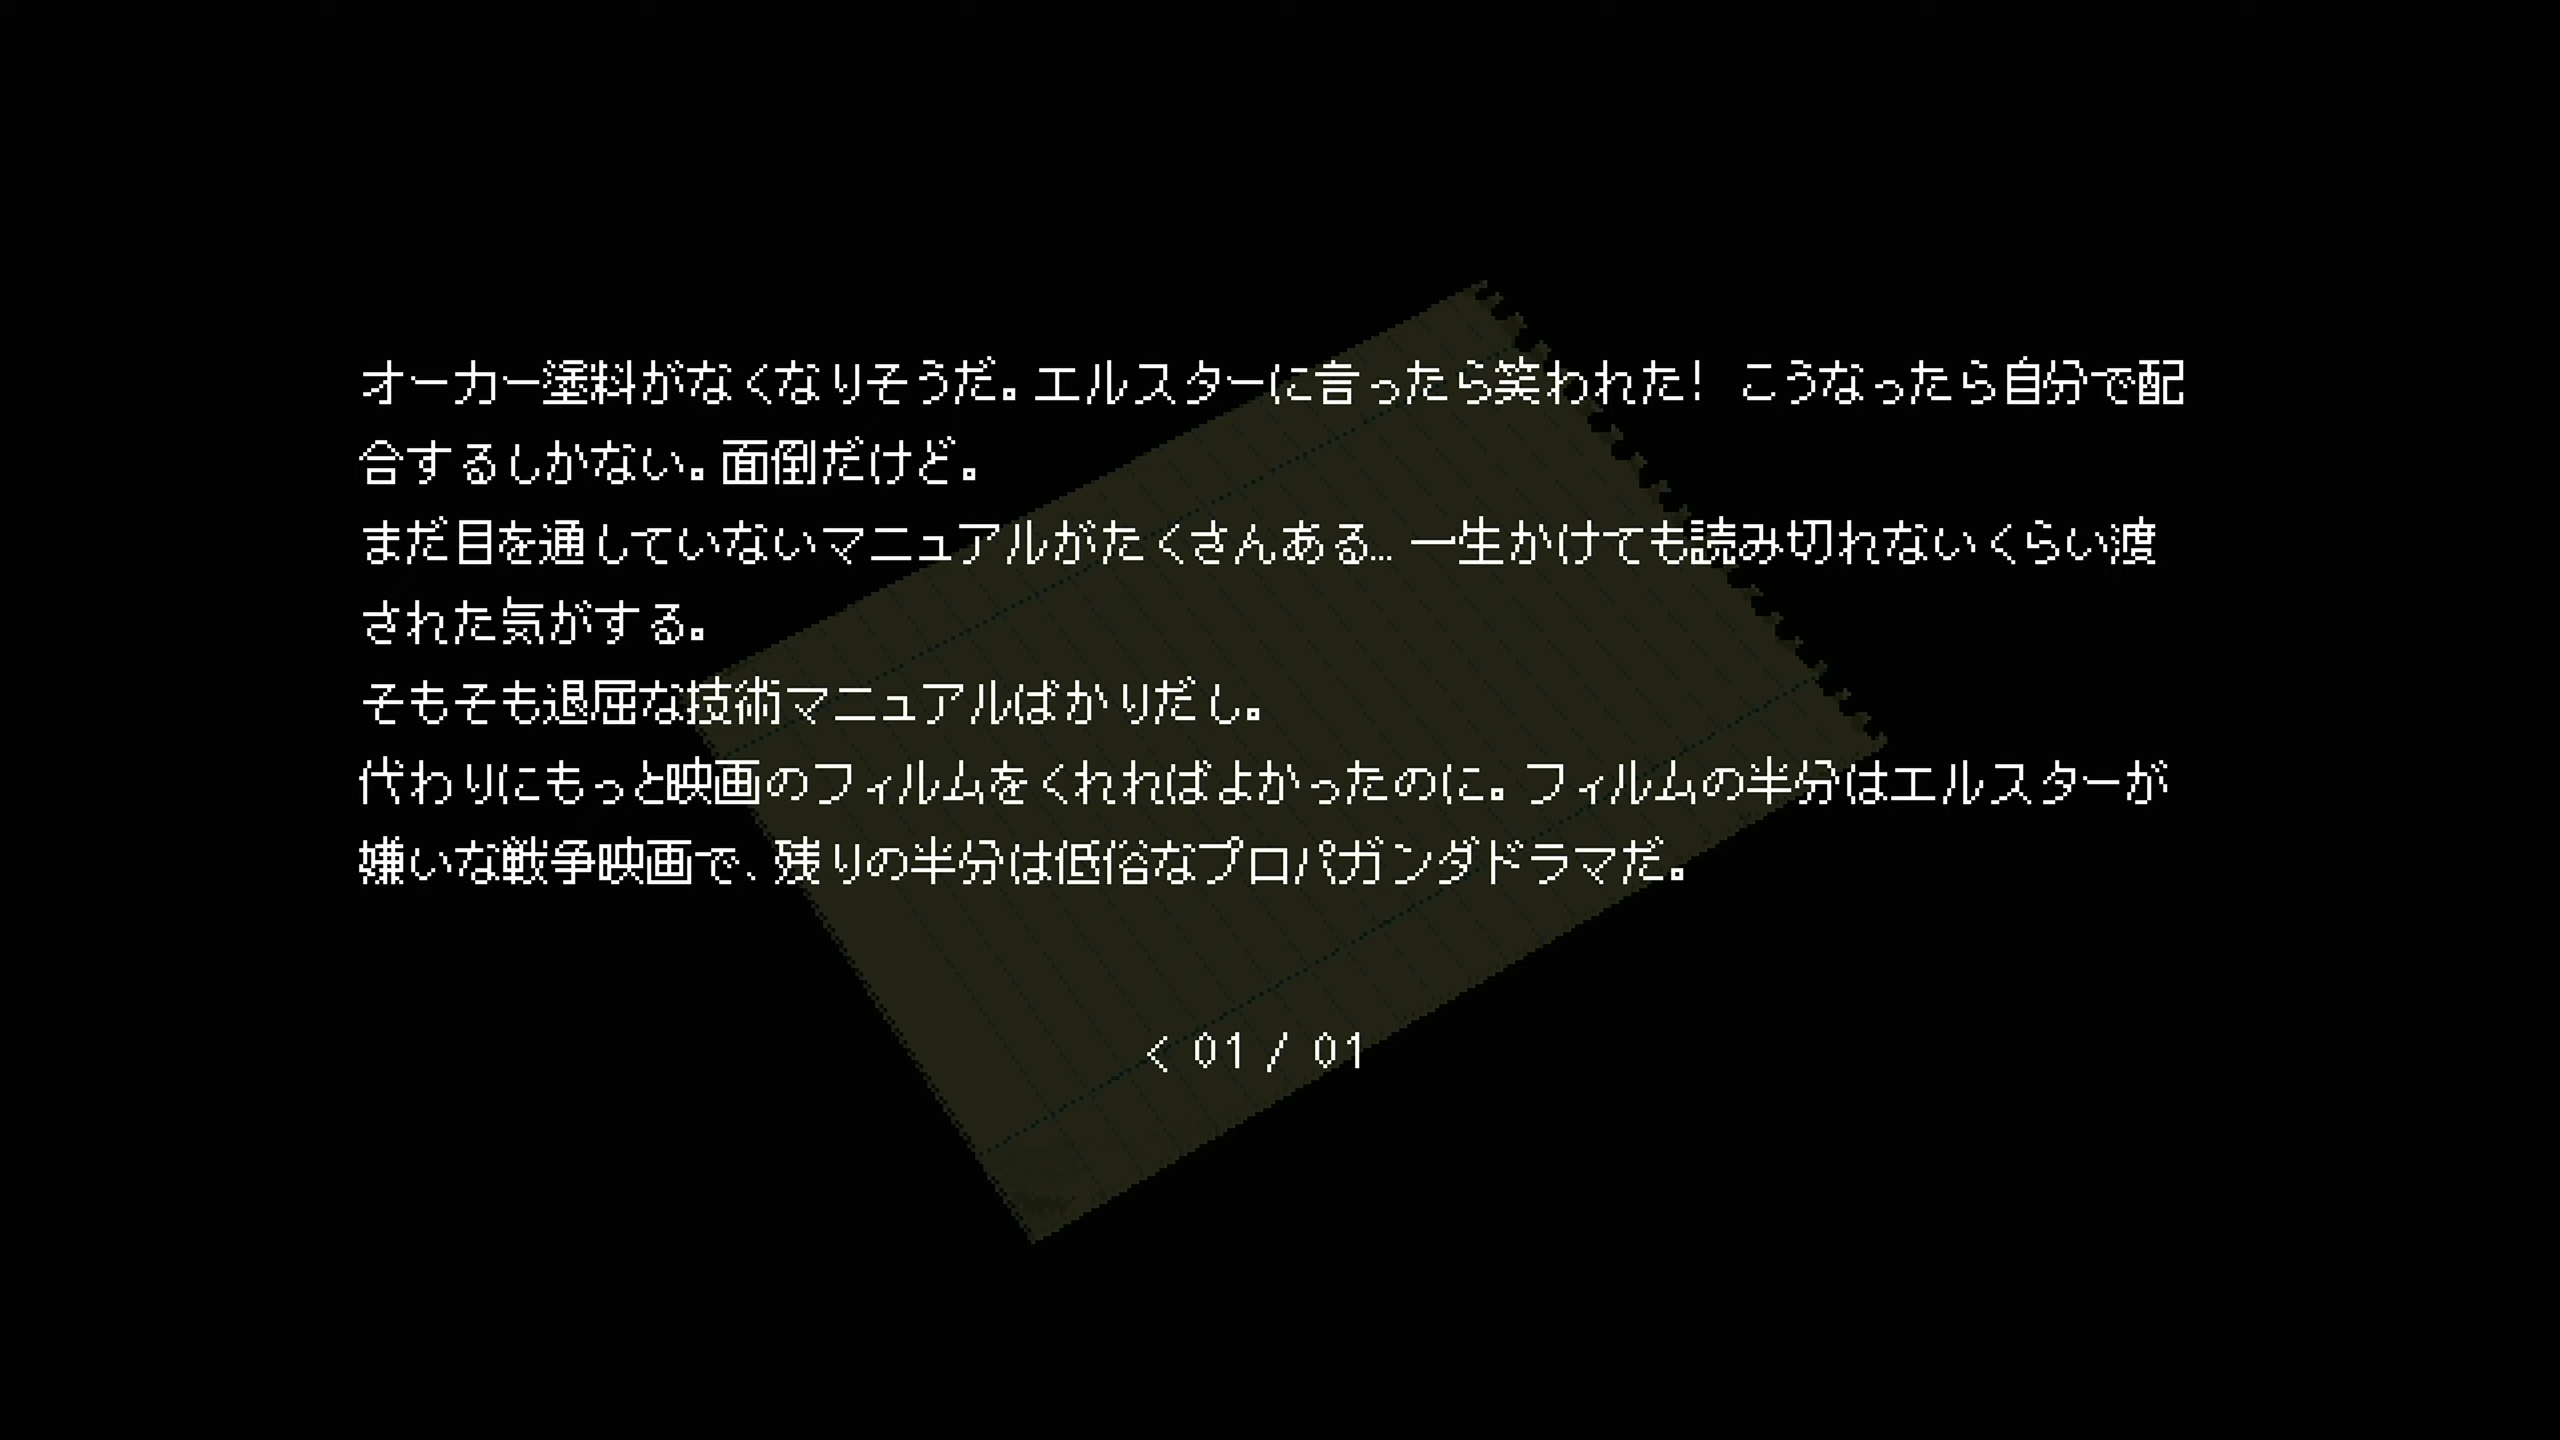 オーカー塗料がなくなりそうだ。エルスターに言ったら笑われた！ こうなったら自分で配
合するしかない。面倒だけど。
まだ目を通していないマニュアルがたくさんある… 一生かけても読み切れないくらい渡
された気がする。
そもそも退屈な技術マニュアルばかりだし。
代わりにもっと映画のフィルムをくれればよかったのに。フィルムの半分はエルスターが
嫌いな戦争映画で、残りの半分は低俗なプロパガンダドラマだ。
< 01 / 01